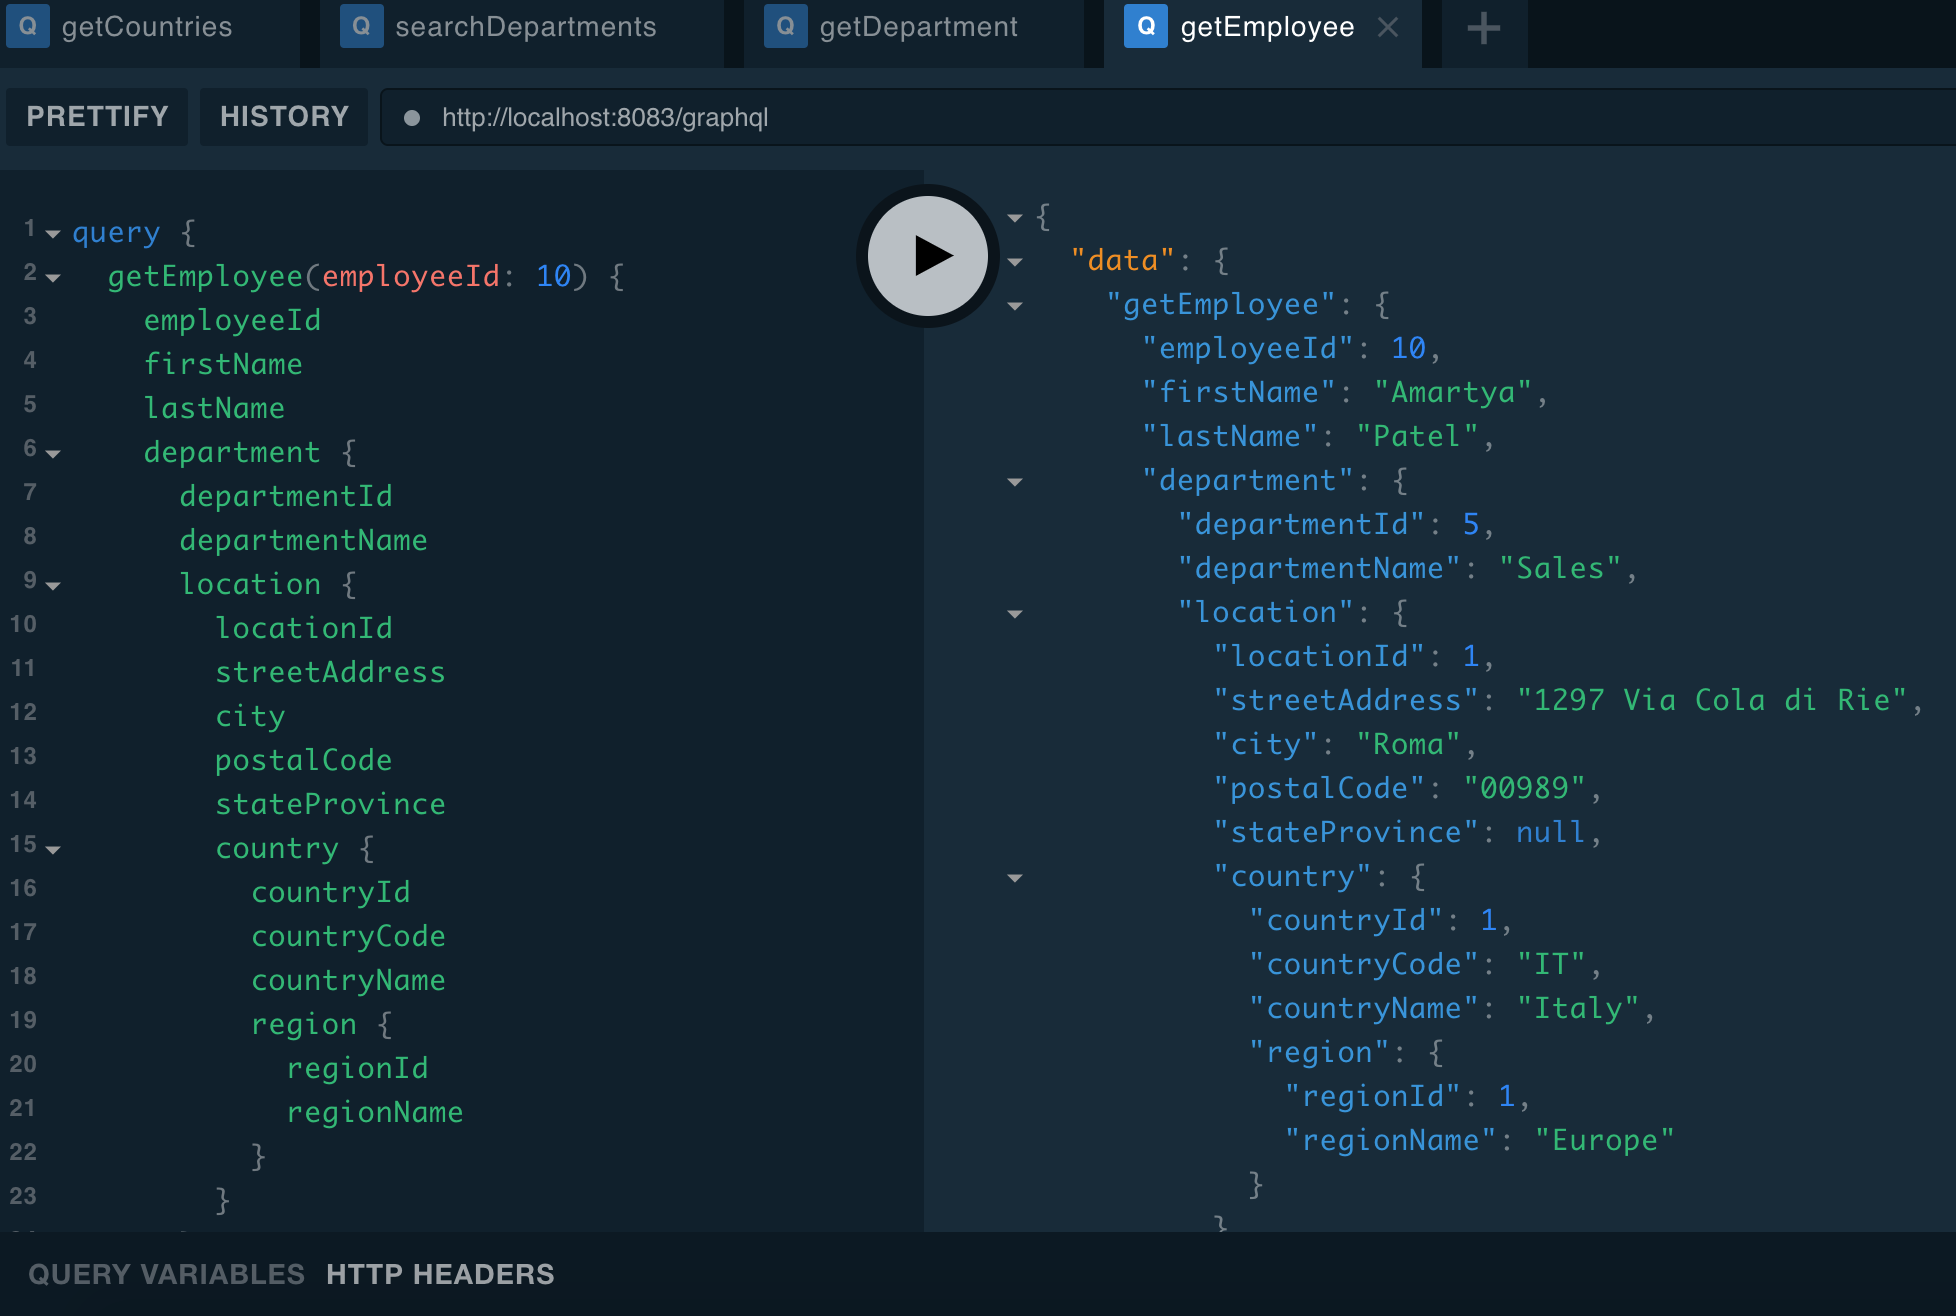 Q getCountries Q searchDepartments Q getDepartment Q getEmployee × +
PRETTIFY HISTORY http://localhost:8083/graphql
1 query {
2 getEmployee(employeeId: 10) {
3 employeeId
4 firstName
5 lastName
6 department {
7 departmentId
8 departmentName
9 location {
10 locationId
11 streetAddress
12 city
13 postalCode
14 stateProvince
15 country {
16 countryId
17 countryCode
18 countryName
19 region {
20 regionId
21 regionName
22 }
23 }
{
"data": {
"getEmployee": {
"employeeId": 10,
"firstName": "Amartya",
"lastName": "Patel",
"department": {
"departmentId": 5,
"departmentName": "Sales",
"location": {
"locationId": 1,
"streetAddress": "1297 Via Cola di Rie",
"city": "Roma",
"postalCode": "00989",
"stateProvince": null,
"country": {
"countryId": 1,
"countryCode": "IT",
"countryName": "Italy",
"region": {
"regionId": 1,
"regionName": "Europe"
}
}
QUERY VARIABLES HTTP HEADERS